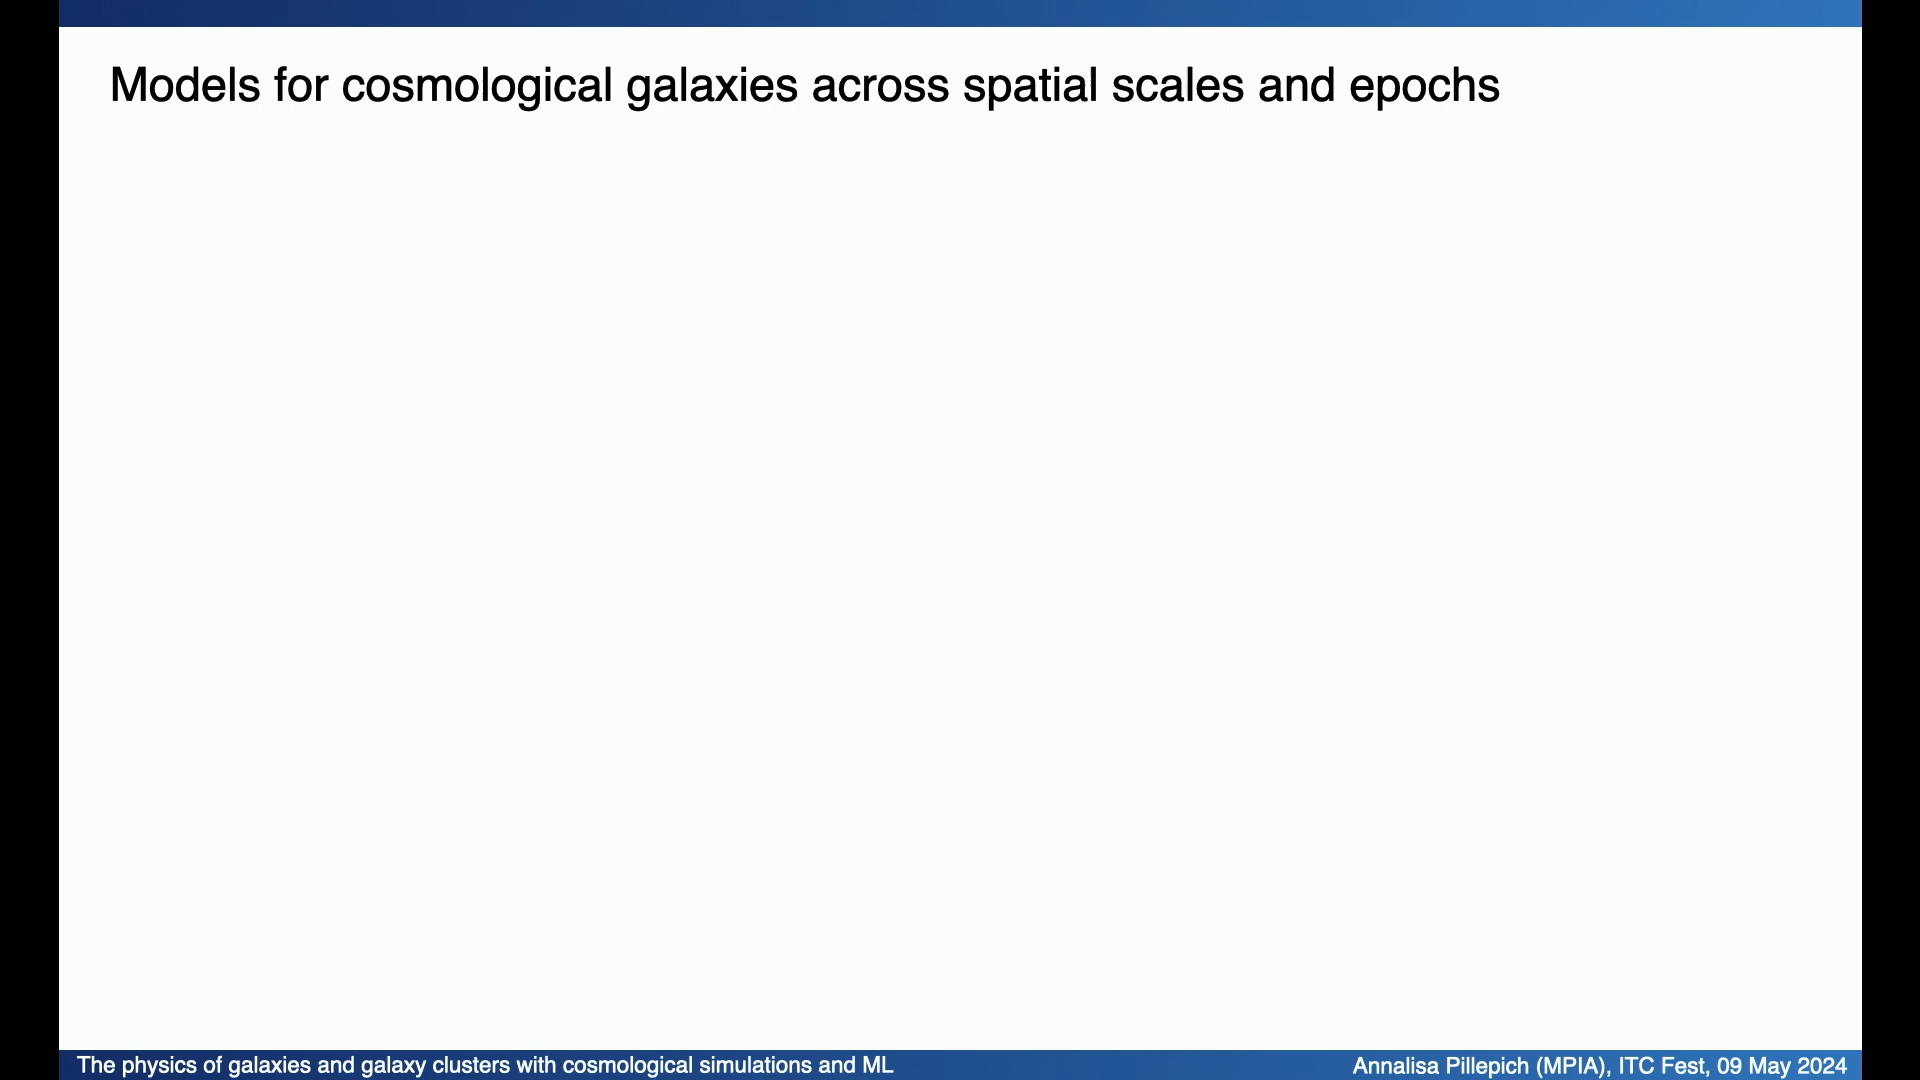 Models for cosmological galaxies across spatial scales and epochs
The physics of galaxies and galaxy clusters with cosmological simulations and ML
Annalisa Pillepich (MPIA), ITC Fest, 09 May 2024